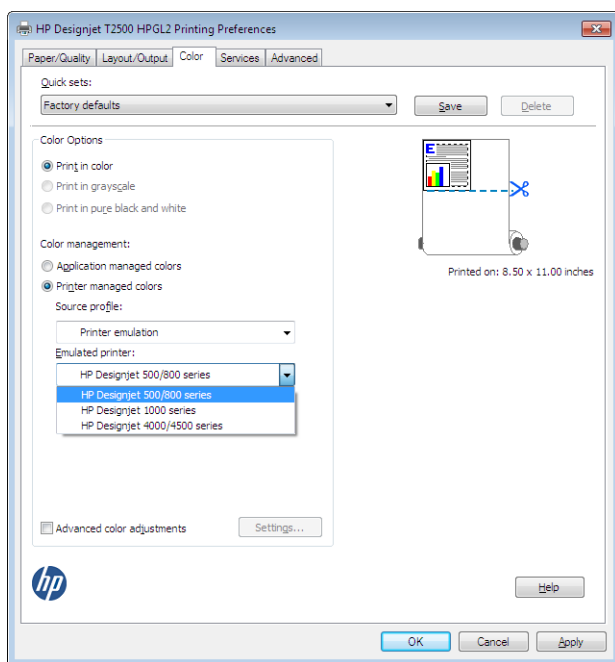 HP Designjet T2500 HPGL2 Printing Preferences
Paper/Quality Layout/Output Color Services Advanced
Quick sets:
Factory defaults
Save
Delete
Color Options
Print in color
Print in grayscale
Print in pure black and white
Color management:
Application managed colors
Printer managed colors
Source profile:
Printer emulation
Emulated printer:
HP Designjet 500/800 series
HP Designjet 500/800 series
HP Designjet 1000 series
HP Designjet 4000/4500 series
Advanced color adjustments
Settings...
E
Printed on: 8.50 x 11.00 inches
hp
Help
OK
Cancel
Apply